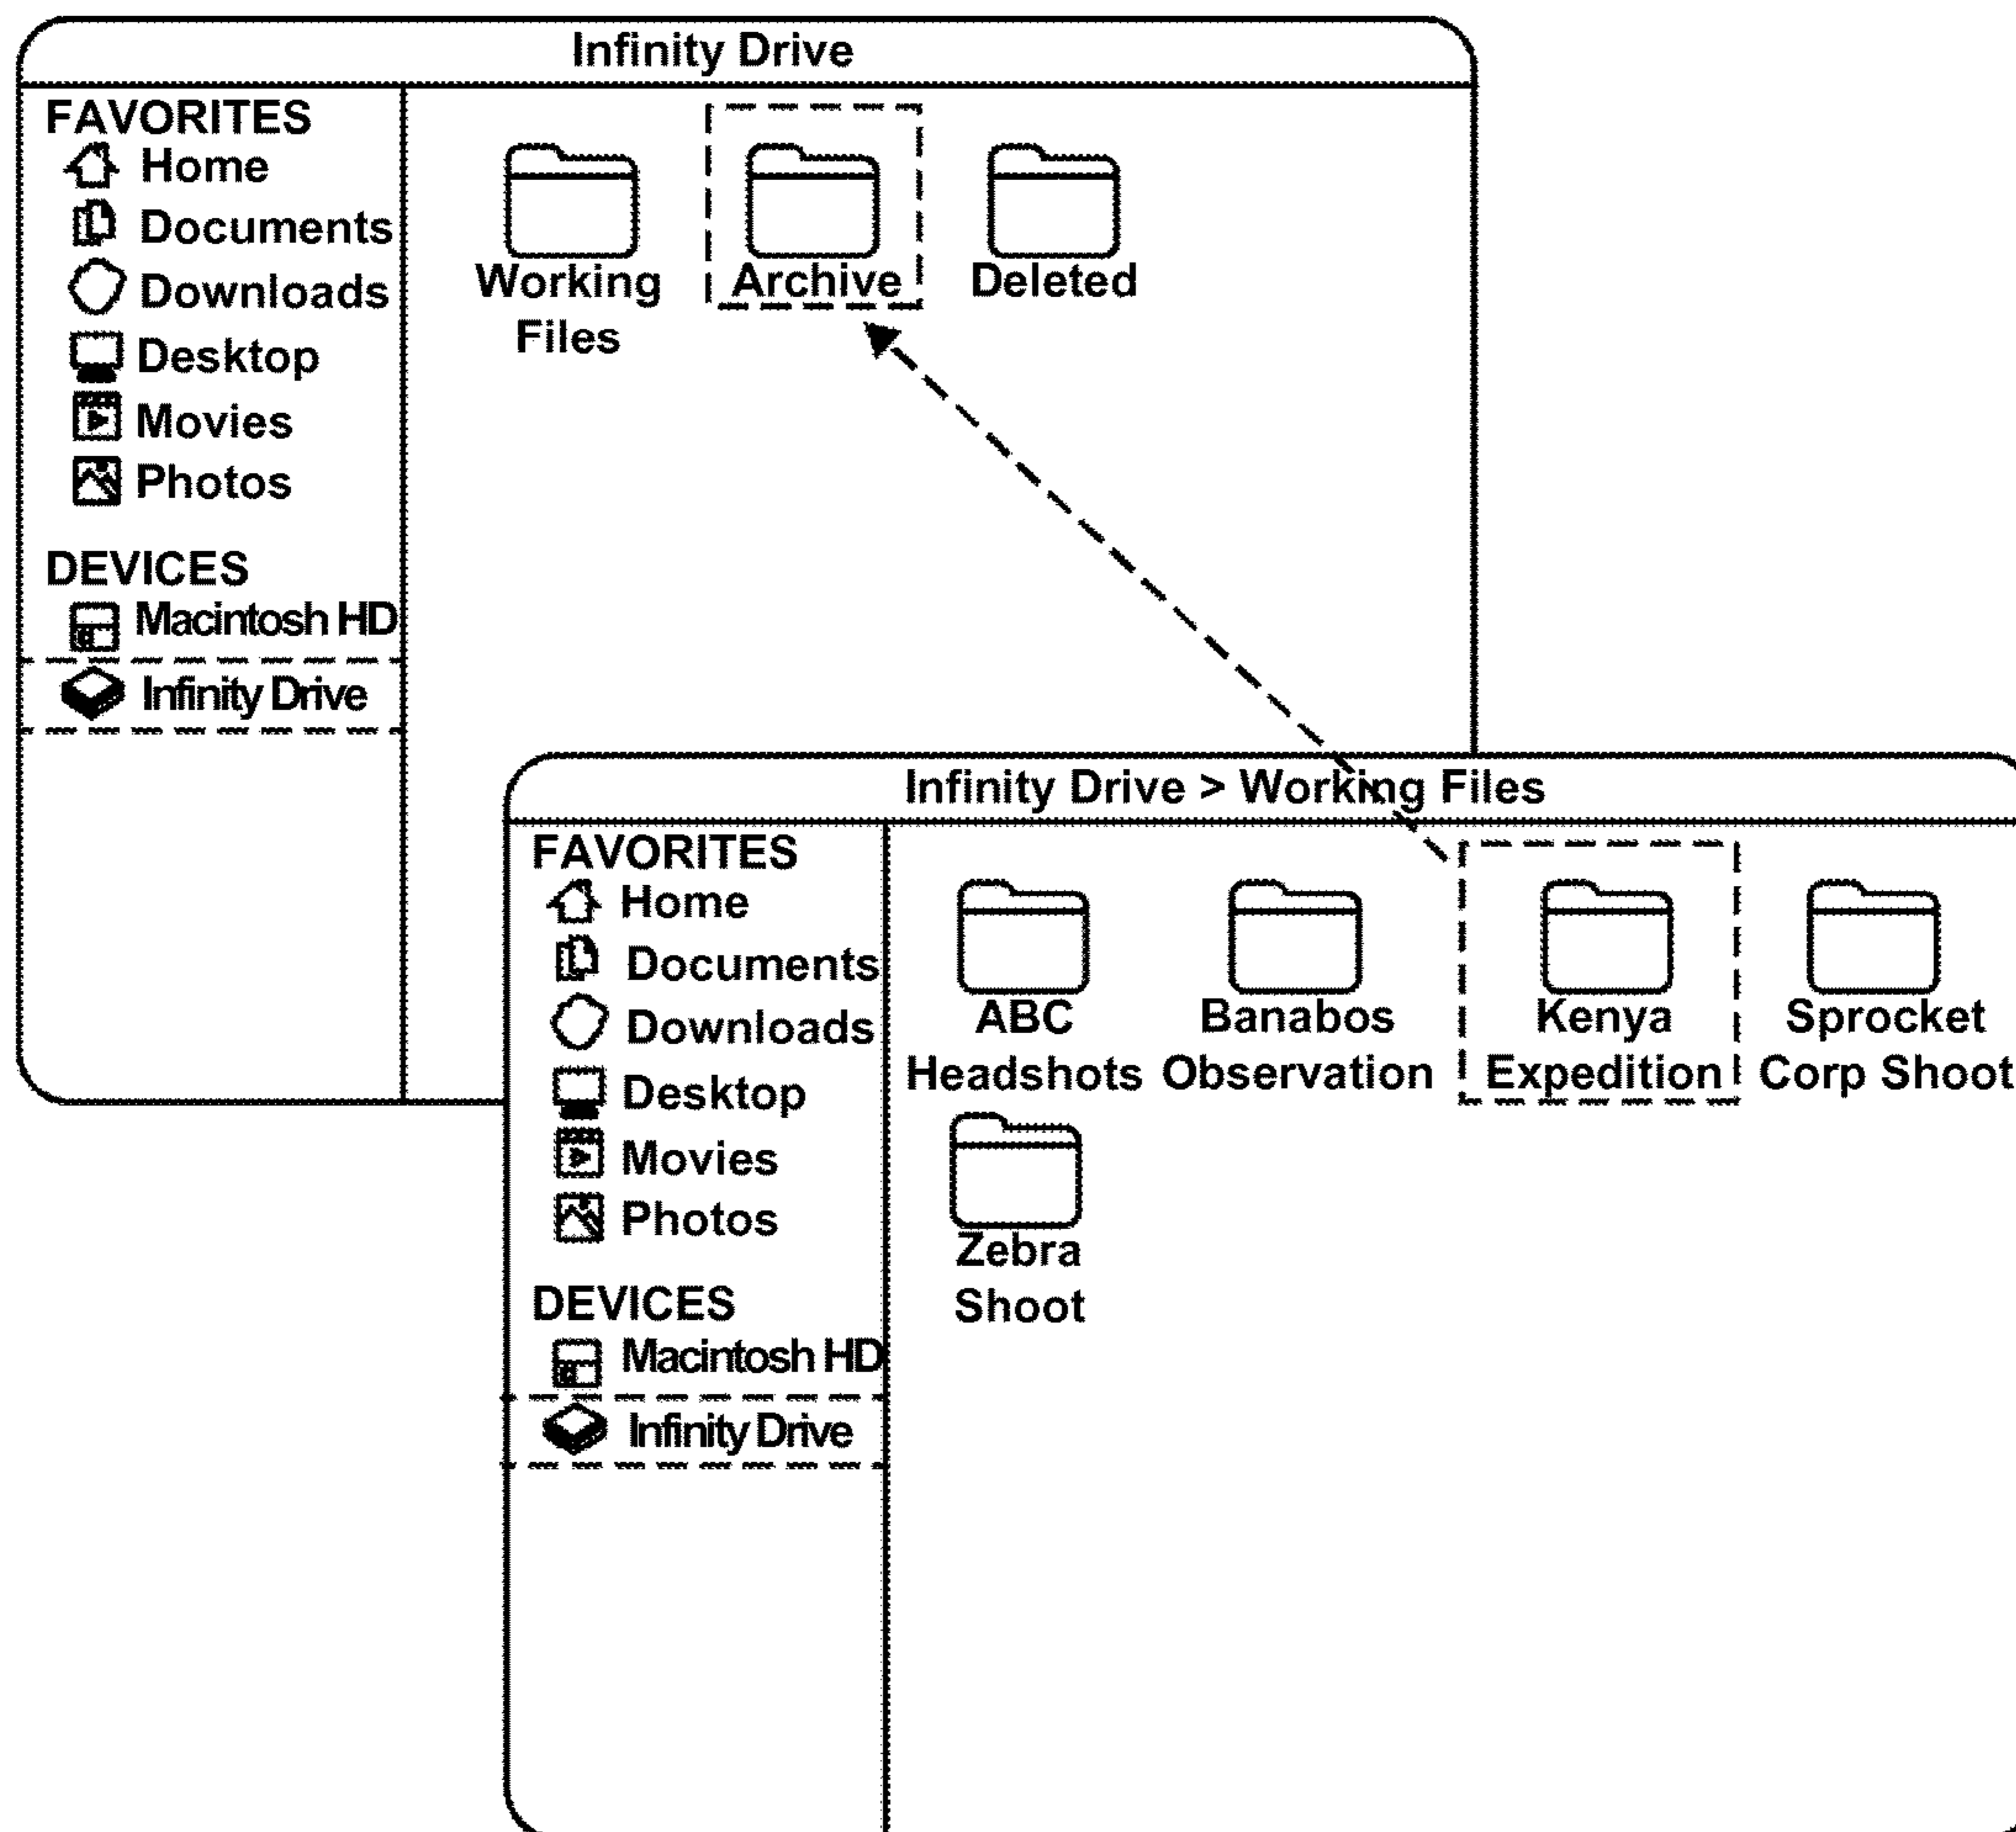 Infinity Drive
FAVORITES
Home
Documents
Downloads
Desktop
Movies
Photos
DEVICES
Macintosh HD
Infinity Drive
Working
Files
Archive
Deleted
Infinity Drive > Working Files
FAVORITES
Home
Documents
Downloads
Desktop
Movies
Photos
DEVICES
Macintosh HD
Infinity Drive
ABC
Headshots
Banabos
Observation
Kenya
Expedition
Sprocket
Corp Shoot
Zebra
Shoot